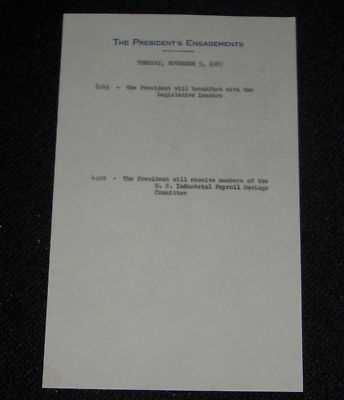 THE PRESIDENT'S ENGAGEMENTS
TUESDAY, NOVEMBER 5, 1963
8:45 - The President will breakfast with the
Legislative Leaders
4:00 - The President will receive members of the
U. S. Industrial Payroll Savings
Committee